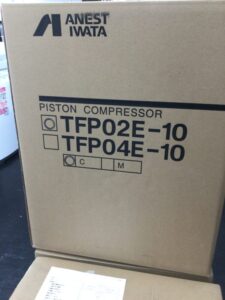 ANEST
IWATA
PISTON COMPRESSOR
TFP02E-10
TFP04E-10
C M